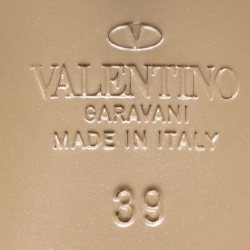 V
VALENTINO
GARAVANI
MADE IN ITALY
39